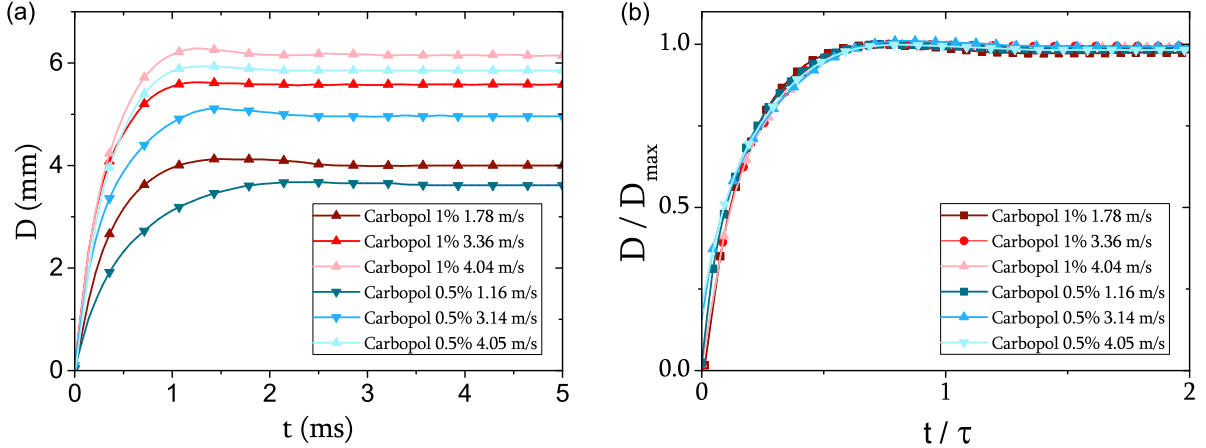 (a)
6
4
2
0
D (mm)
0
1
2
3
4
5
t (ms)
Carbopol 1% 1.78 m/s
Carbopol 1% 3.36 m/s
Carbopol 1% 4.04 m/s
Carbopol 0.5% 1.16 m/s
Carbopol 0.5% 3.14 m/s
Carbopol 0.5% 4.05 m/s
(b)
1.0
0.5
0.0
D / Dmax
0
1
2
t / τ
Carbopol 1% 1.78 m/s
Carbopol 1% 3.36 m/s
Carbopol 1% 4.04 m/s
Carbopol 0.5% 1.16 m/s
Carbopol 0.5% 3.14 m/s
Carbopol 0.5% 4.05 m/s